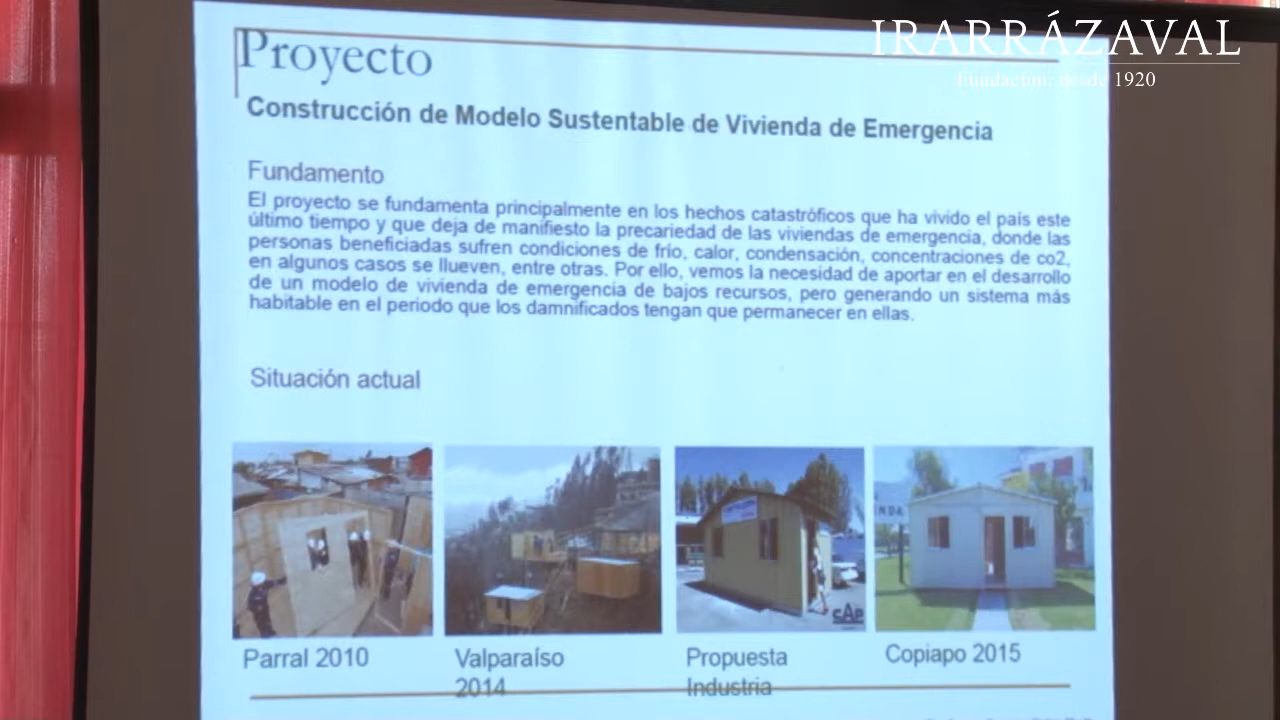 IRARRÁZAVAL
Fundación, desde 1920
Proyecto
Construcción de Modelo Sustentable de Vivienda de Emergencia
Fundamento
El proyecto se fundamenta principalmente en los hechos catastróficos que ha vivido el país este
último tiempo y que deja de manifiesto la precariedad de las viviendas de emergencia, donde las
personas beneficiadas sufren condiciones de frío, calor, condensación, concentraciones de co2,
en algunos casos se llueven, entre otras. Por ello, vemos la necesidad de aportar en el desarrollo
de un modelo de vivienda de emergencia de bajos recursos, pero generando un sistema más
habitable en el periodo que los damnificados tengan que permanecer en ellas.
Situación actual
NDA
CAP
Parral 2010
Valparaíso
2014
Propuesta
Industria
Copiapo 2015